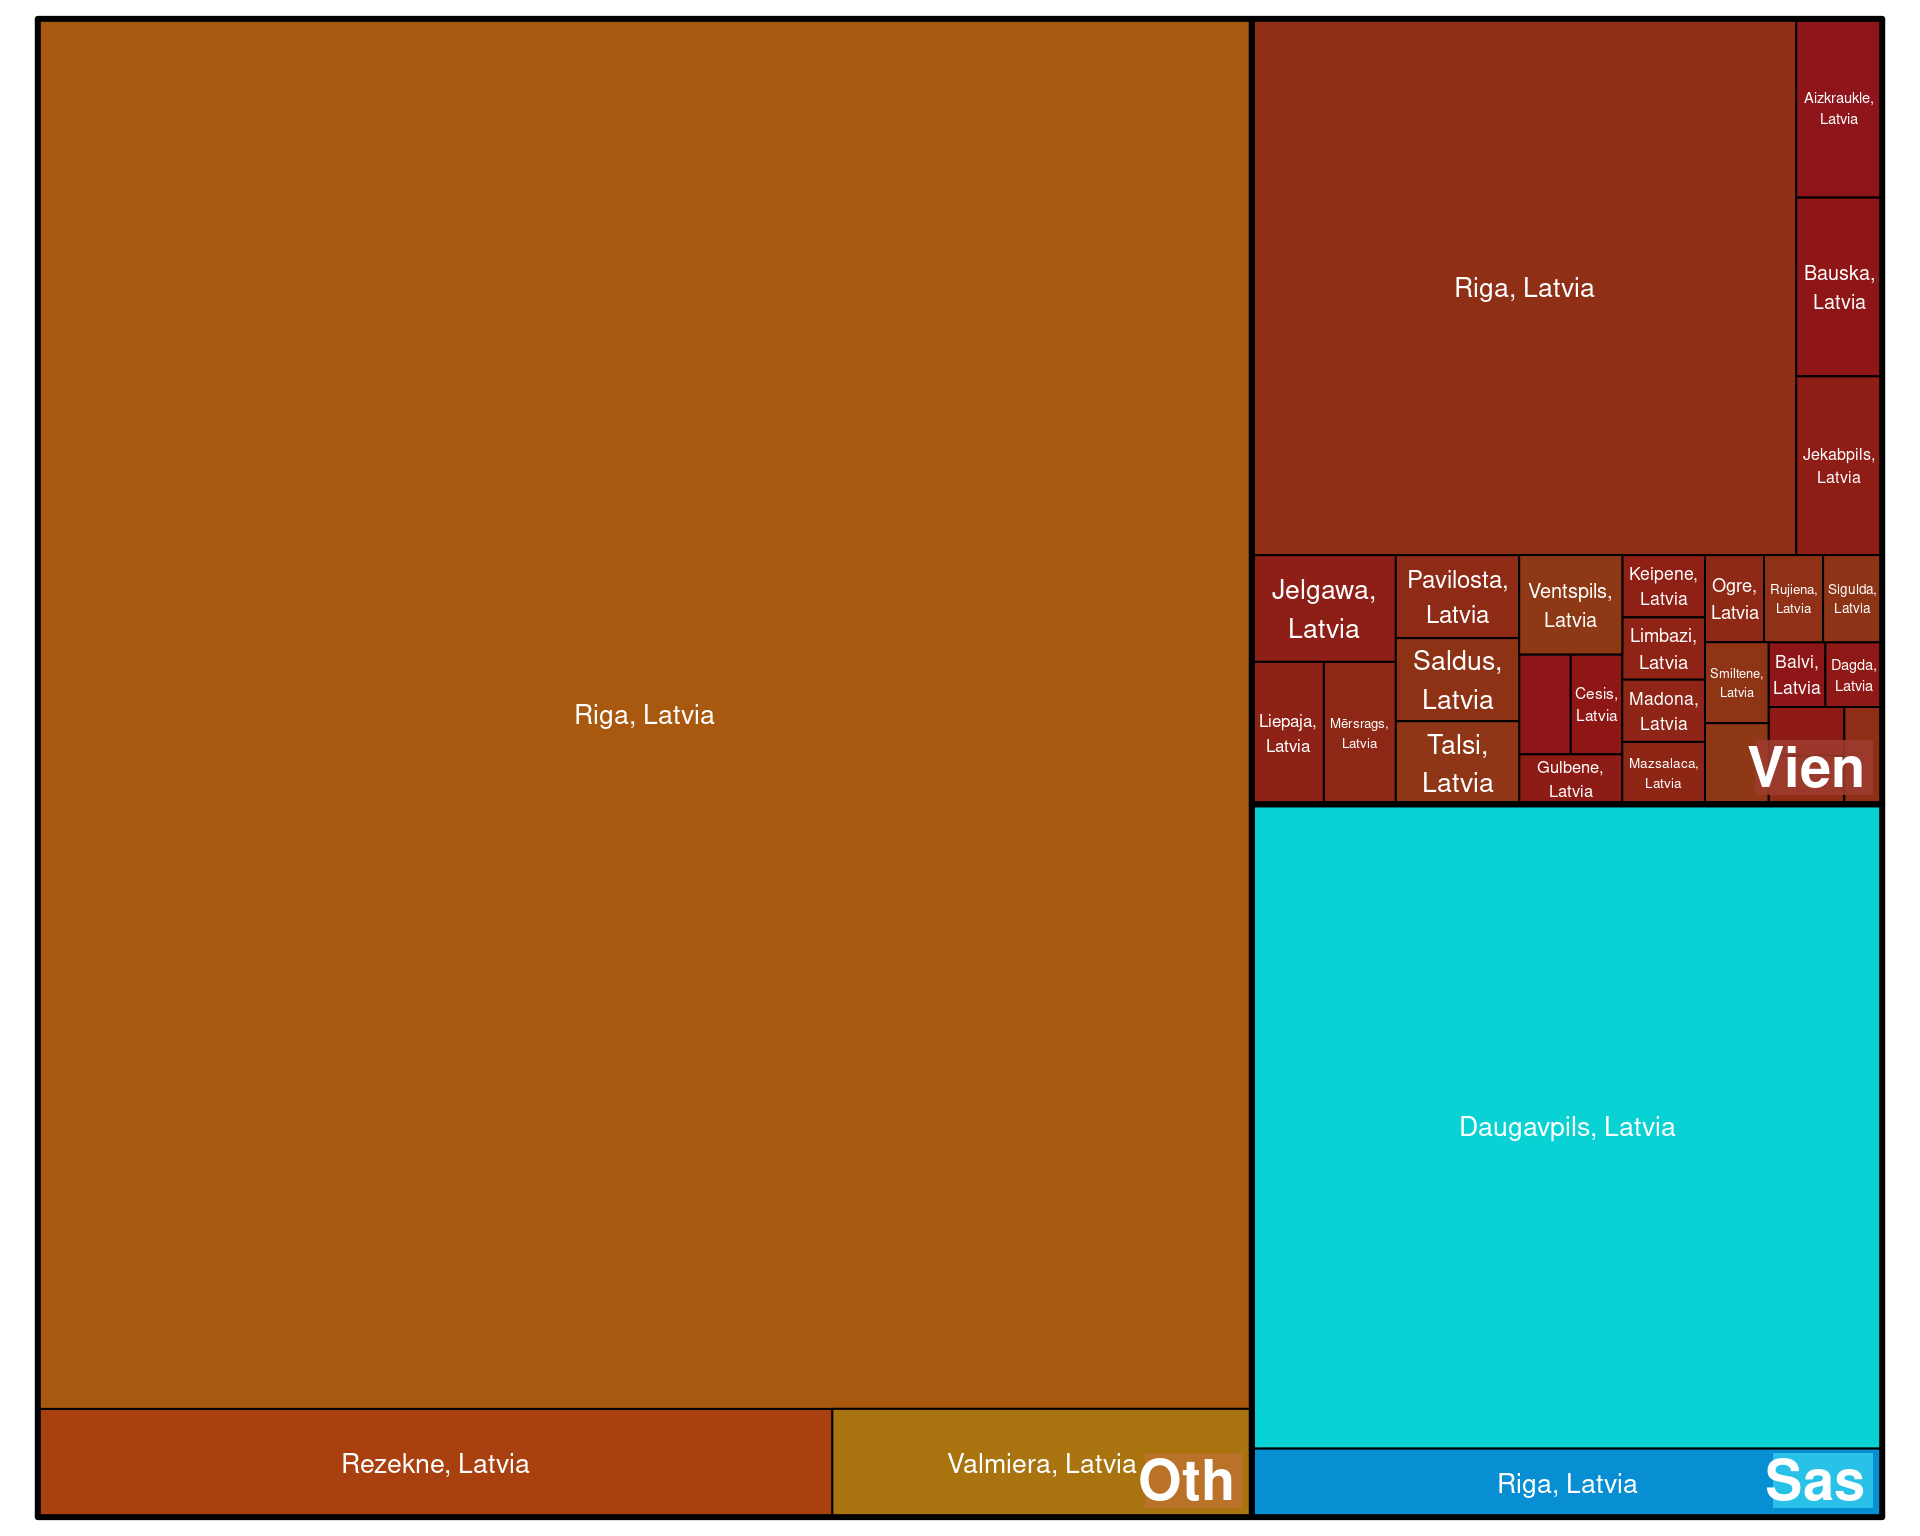 Riga, Latvia
Rezekne, Latvia
Valmiera, Latvia
Oth
Riga, Latvia
Aizkraukle,
Latvia
Bauska,
Latvia
Jekabpils,
Latvia
Jelgawa,
Latvia
Liepaja,
Latvia
Mērsrags,
Latvia
Pavilosta,
Latvia
Saldus,
Latvia
Talsi,
Latvia
Ventspils,
Latvia
Cesis,
Latvia
Gulbene,
Latvia
Keipene,
Latvia
Limbazi,
Latvia
Madona,
Latvia
Mazsalaca,
Latvia
Ogre,
Latvia
Rujiena,
Latvia
Sigulda,
Latvia
Smiltene,
Latvia
Balvi,
Latvia
Dagda,
Latvia
Vien
Daugavpils, Latvia
Riga, Latvia
Sas